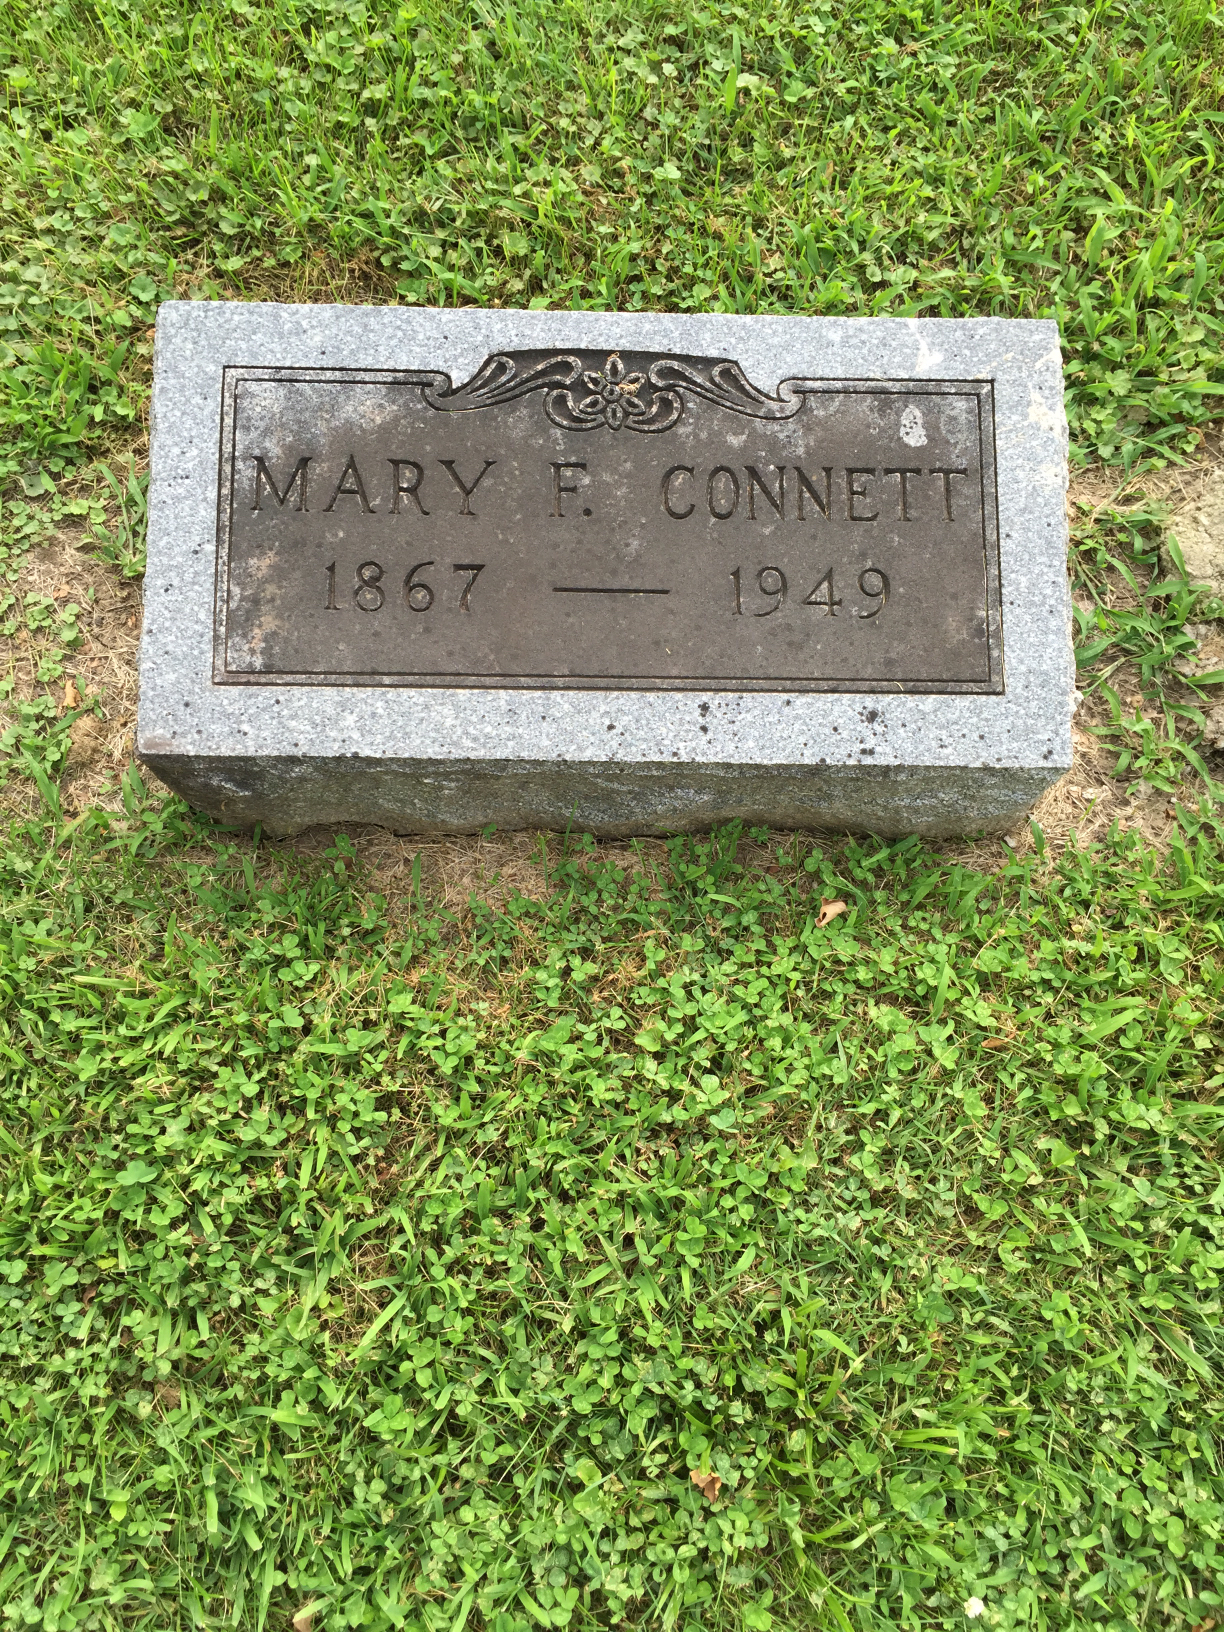 MARY F. CONNETT
1867 — 1949